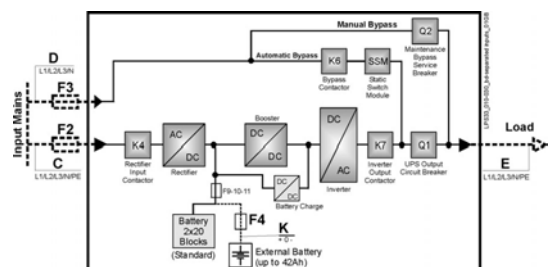 Manual Bypass
Q2
Maintenance
Bypass
Service
Breaker
D
L1/L2/L3/N
F3
Automatic Bypass
K6
SSM
Bypass
Contactor
Static
Switch
Module
Input Mains
F2
C
L1/L2/L3/N/PE
K4
Rectifier
Input
Contactor
AC
DC
Rectifier
Booster
DC
DC
DC
AC
Inverter
K7
Inverter
Output
Contactor
Q1
UPS Output
Circuit Breaker
Load
E
L1/L2/L3/N/PE
DC
DC
Battery Charge
F9-10-11
Battery
2x20
Blocks
(Standard)
F4
K
+ 0 -
External Battery
(up to 42Ah)